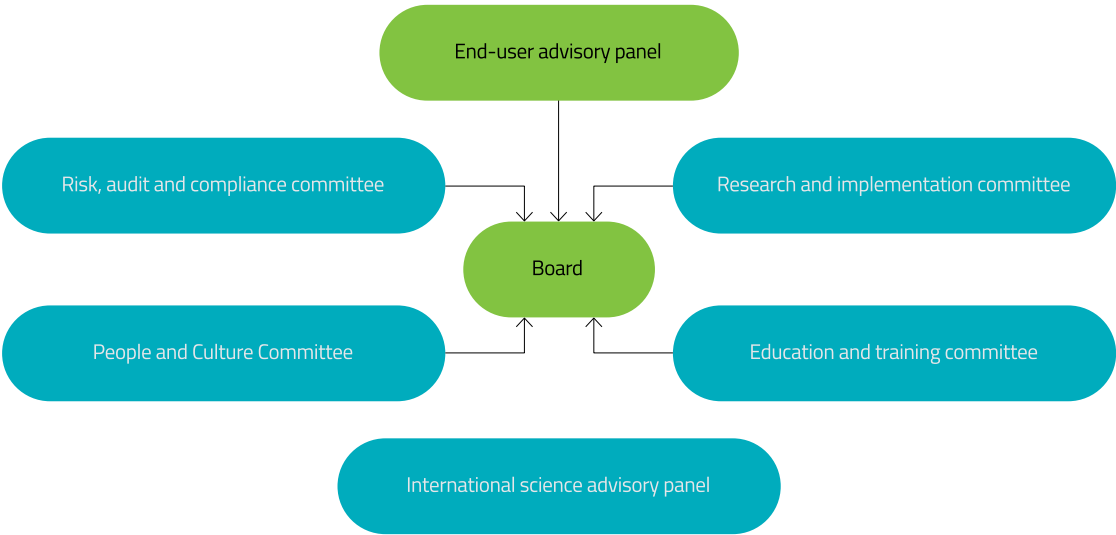 End-user advisory panel
Risk, audit and compliance committee
Research and implementation committee
Board
People and Culture Committee
Education and training committee
International science advisory panel